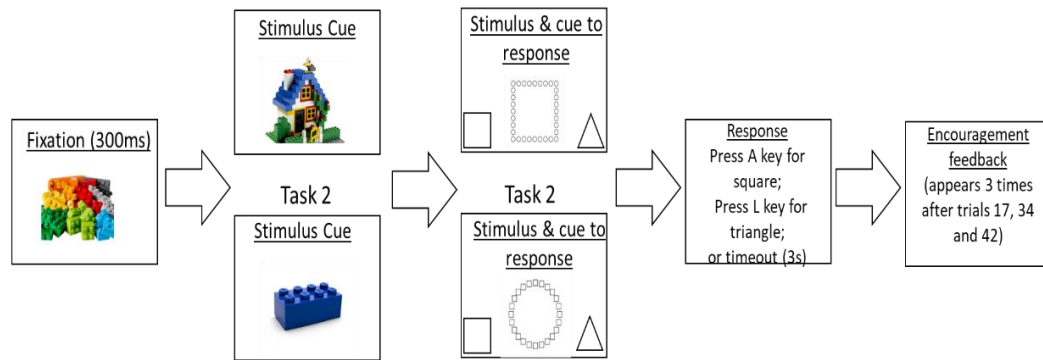 Fixation (300ms)
Stimulus Cue
Task 2
Stimulus Cue
Stimulus & cue to
response
Task 2
Stimulus & cue to
response
Response
Press A key for
square;
Press L key for
triangle;
or timeout (3s)
Encouragement
feedback
(appears 3 times
after trials 17, 34
and 42)